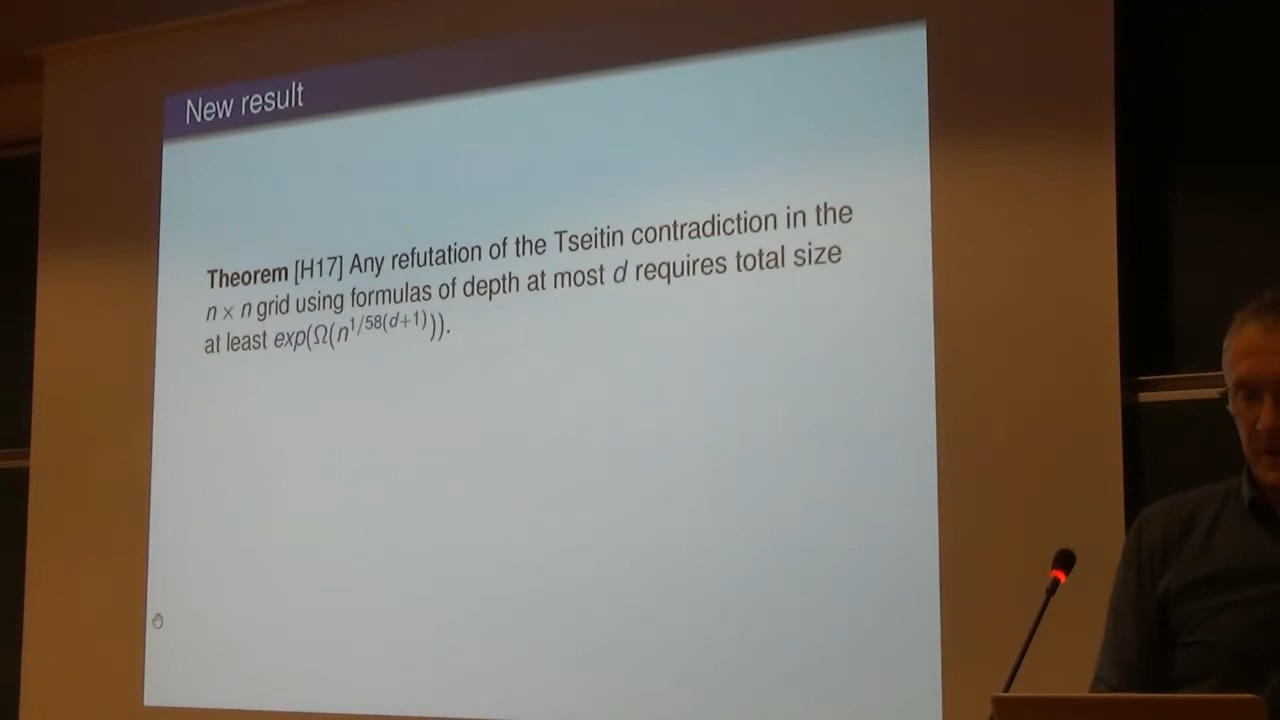 New result
Theorem [H17] Any refutation of the Tseitin contradiction in the
n × n grid using formulas of depth at most d requires total size
at least exp(Ω(n^{1/58(d+1)})).